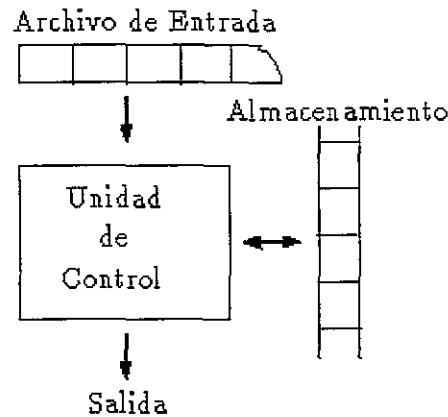 Archivo de Entrada
Almacenamiento
Unidad
de
Control
Salida